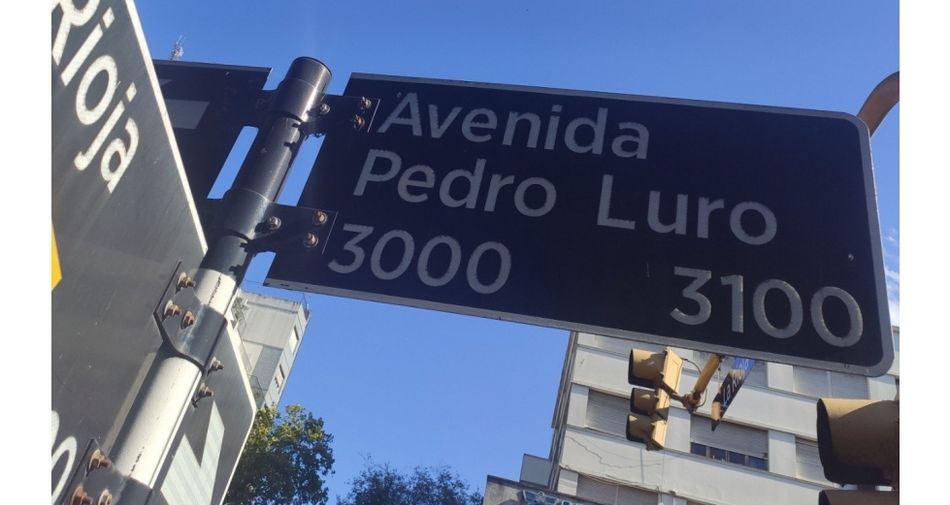 Rioja
Avenida
Pedro Luro
3000 3100